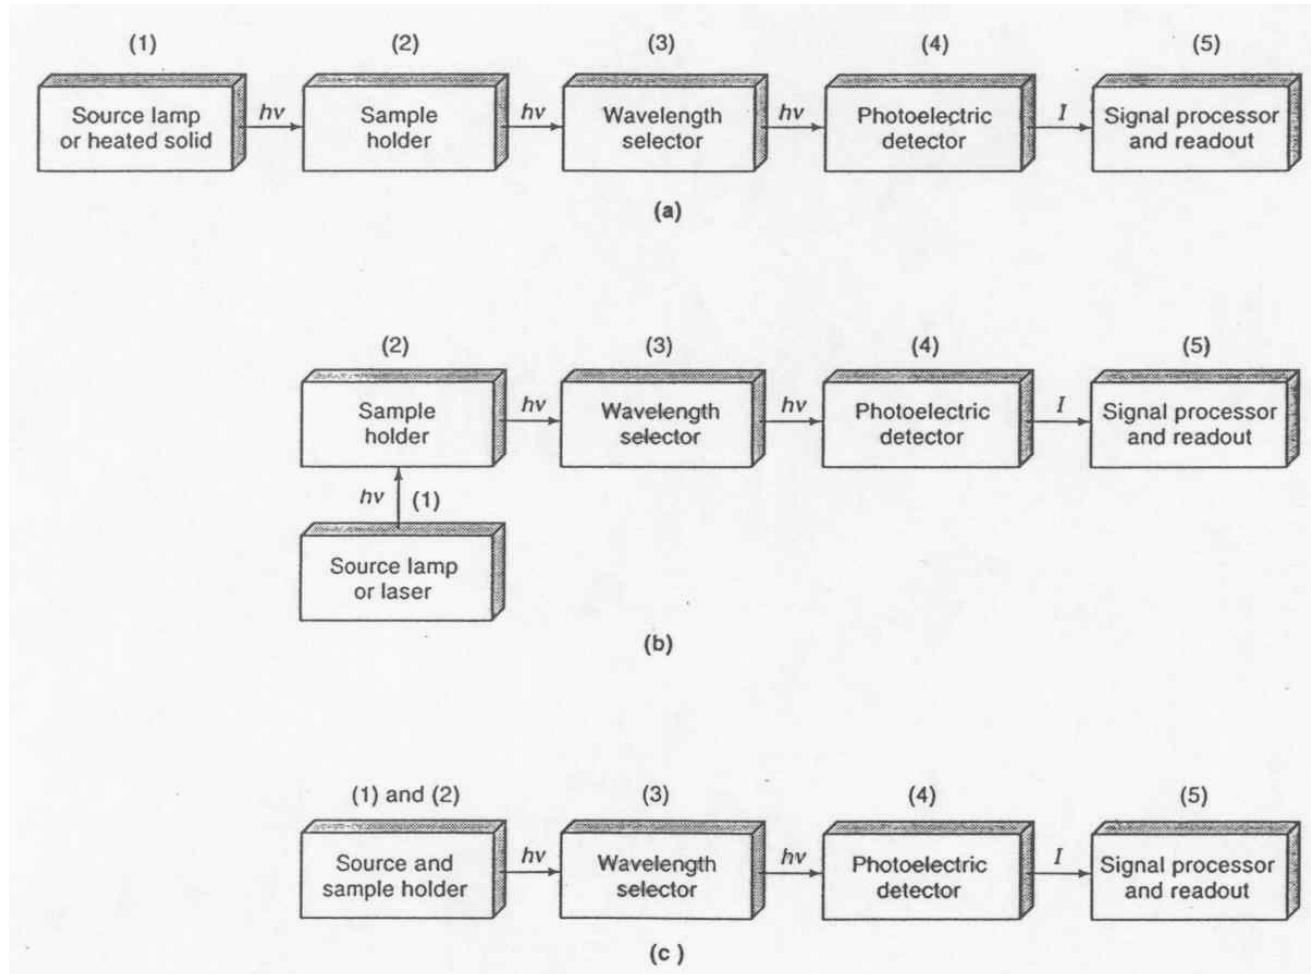 (1)
(2)
(3)
(4)
(5)
Source lamp
or heated solid
hν
Sample
holder
hν
Wavelength
selector
hν
Photoelectric
detector
I
Signal processor
and readout
(a)
(2)
(3)
(4)
(5)
Sample
holder
hν
Wavelength
selector
hν
Photoelectric
detector
I
Signal processor
and readout
hν
(1)
Source lamp
or laser
(b)
(1) and (2)
(3)
(4)
(5)
Source and
sample holder
hν
Wavelength
selector
hν
Photoelectric
detector
I
Signal processor
and readout
(c )